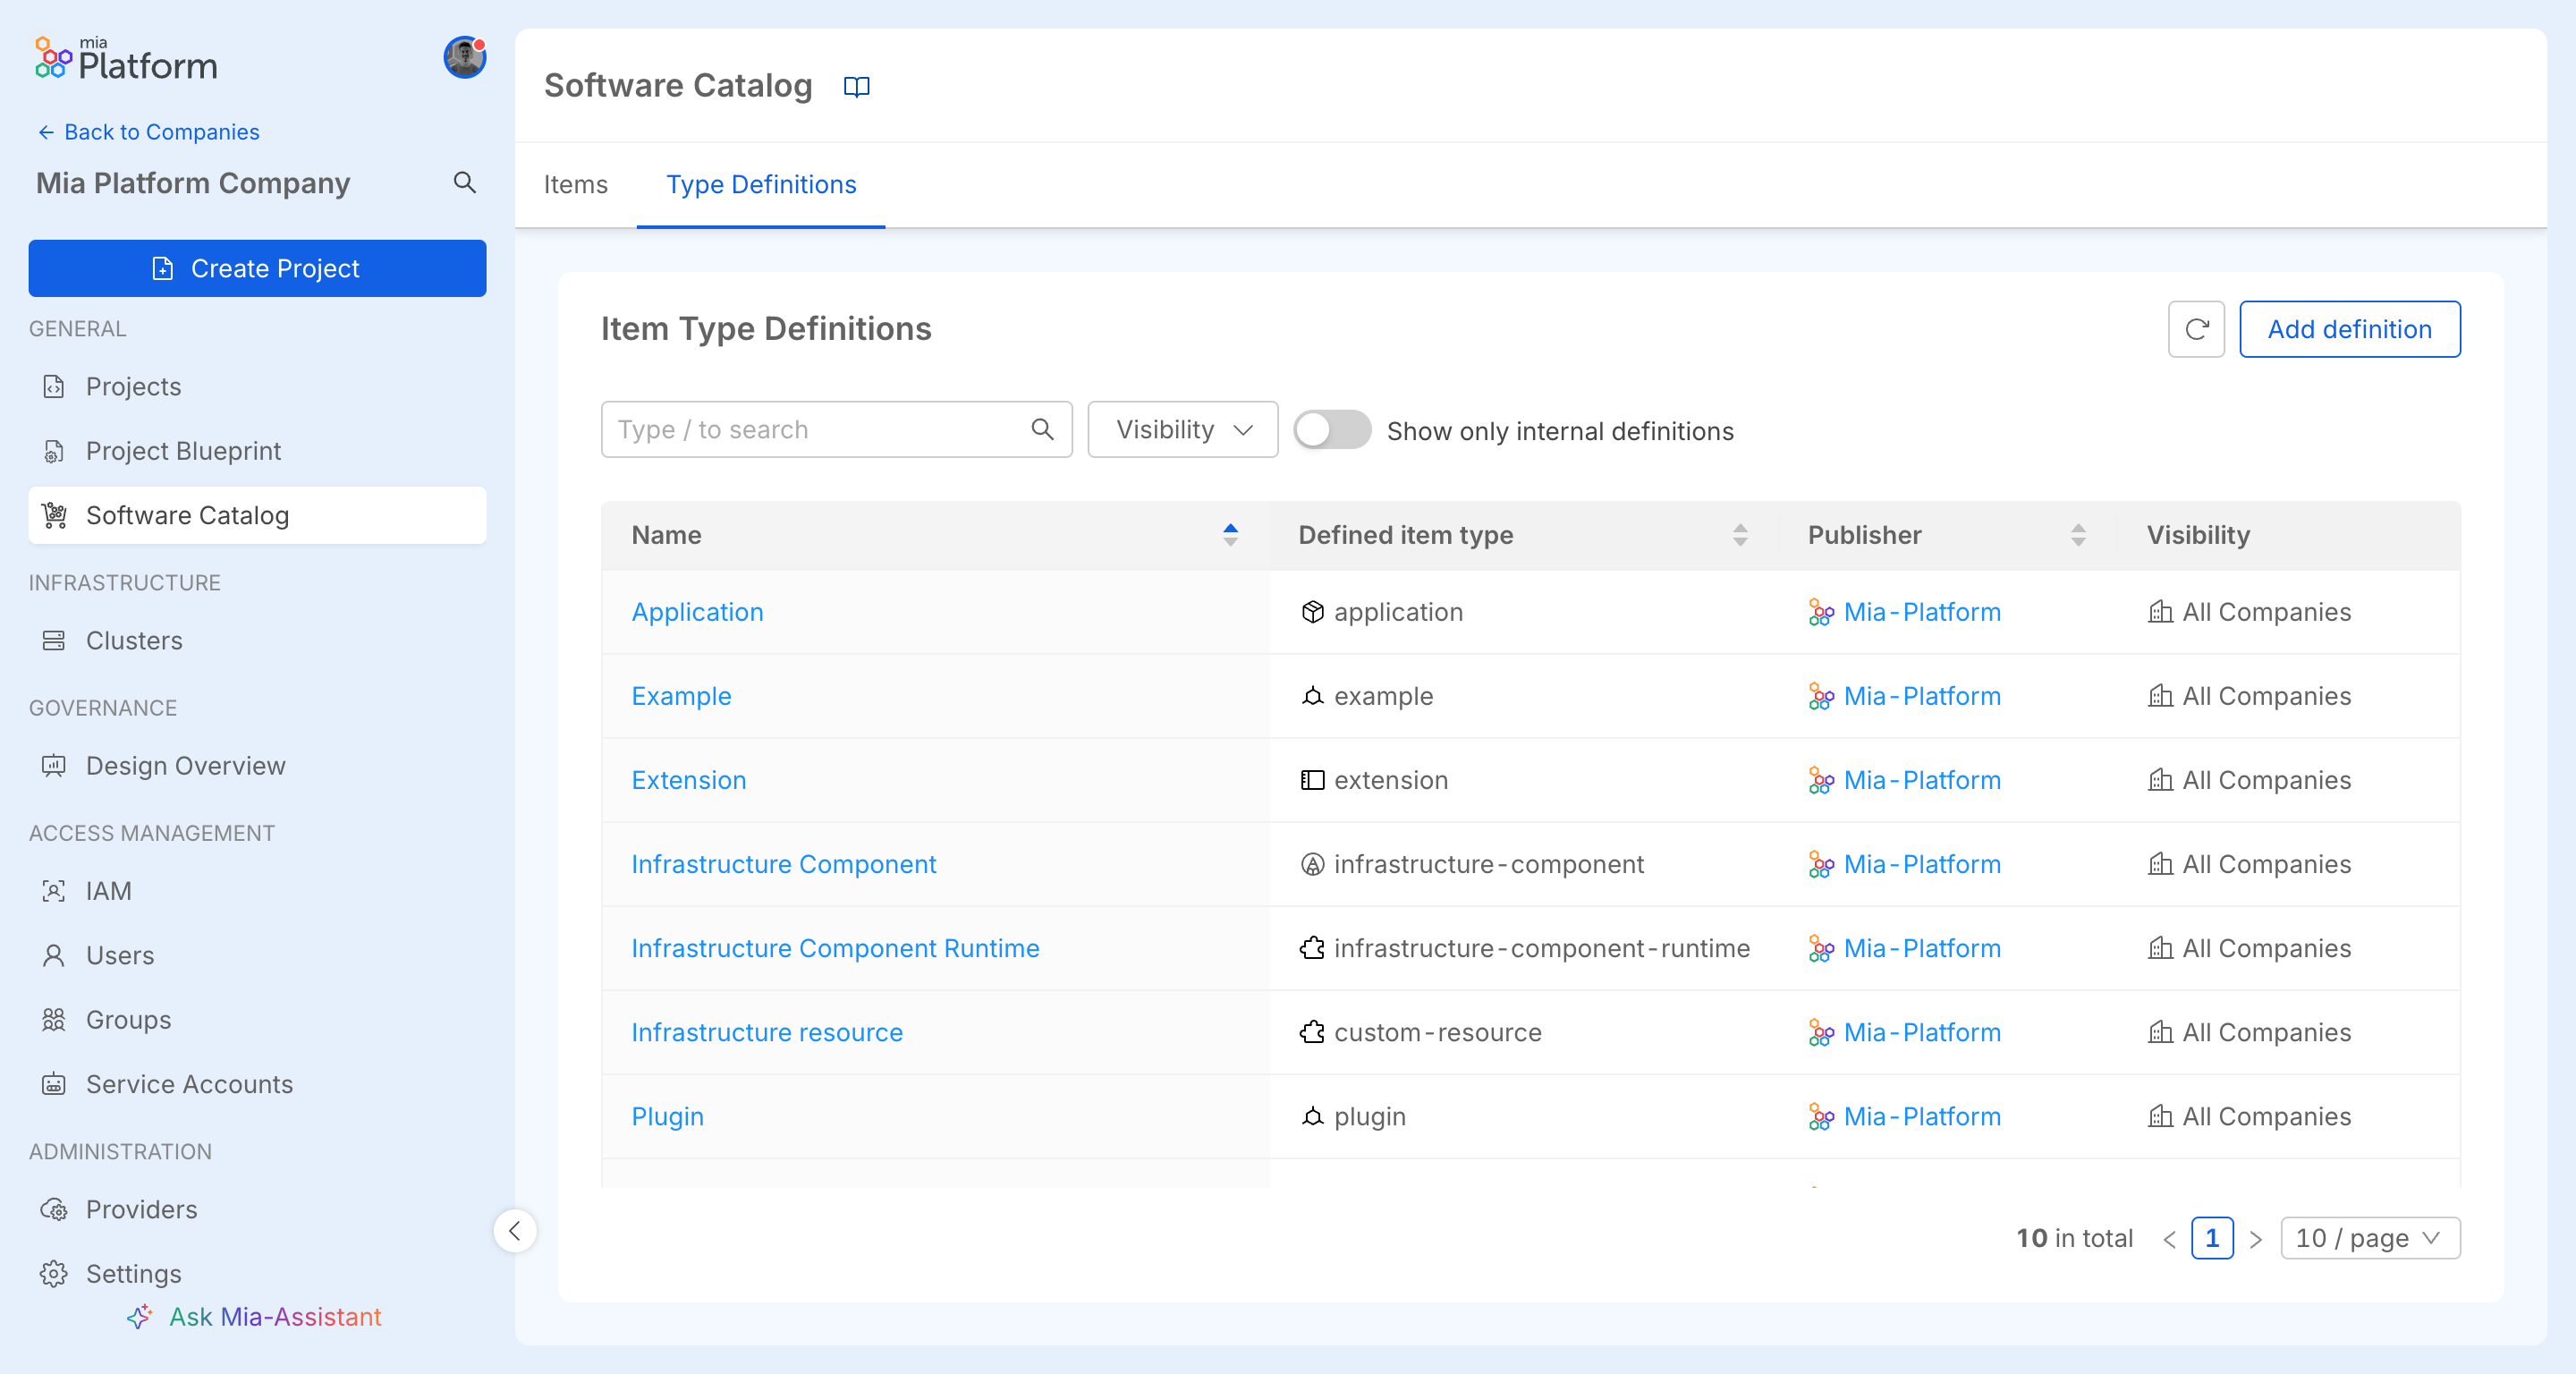 mia
Platform
Back to Companies
Mia Platform Company
Create Project
GENERAL
Projects
Project Blueprint
Software Catalog
INFRASTRUCTURE
Clusters
GOVERNANCE
Design Overview
ACCESS MANAGEMENT
IAM
Users
Groups
Service Accounts
ADMINISTRATION
Providers
Settings
Ask Mia-Assistant
Software Catalog
Items Type Definitions
Item Type Definitions Add definition
Type / to search Visibility Show only internal definitions
Name Defined item type Publisher Visibility
Application application Mia-Platform All Companies
Example example Mia-Platform All Companies
Extension extension Mia-Platform All Companies
Infrastructure Component infrastructure-component Mia-Platform All Companies
Infrastructure Component Runtime infrastructure-component-runtime Mia-Platform All Companies
Infrastructure resource custom-resource Mia-Platform All Companies
Plugin plugin Mia-Platform All Companies
10 in total 1 10 / page